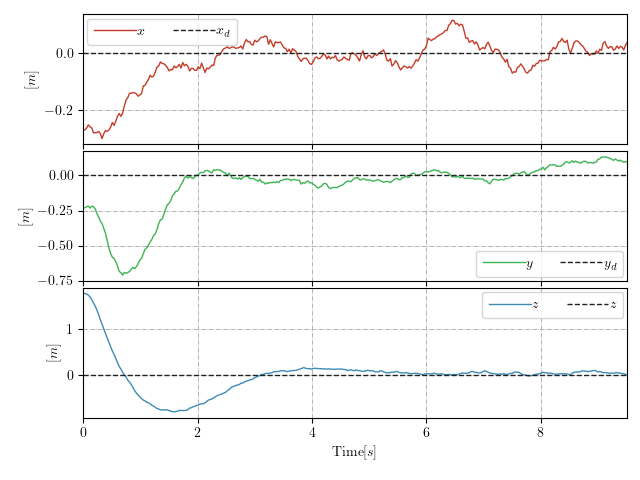 x x_d
0.0
−0.2
[m]
0.00
−0.25
−0.50
−0.75
[m]
y y_d
z z
1
0
[m]
0 2 4 6 8
Time[s]